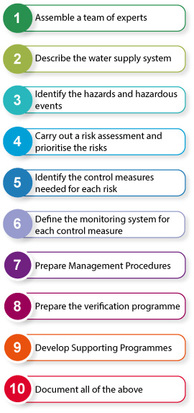 1 Assemble a team of experts
2 Describe the water supply system
3 Identify the hazards and hazardous
events
4 Carry out a risk assessment and
prioritise the risks
5 Identify the control measures
needed for each risk
6 Define the monitoring system for
each control measure
7 Prepare Management Procedures
8 Prepare the verification programme
9 Develop Supporting Programmes
10 Document all of the above